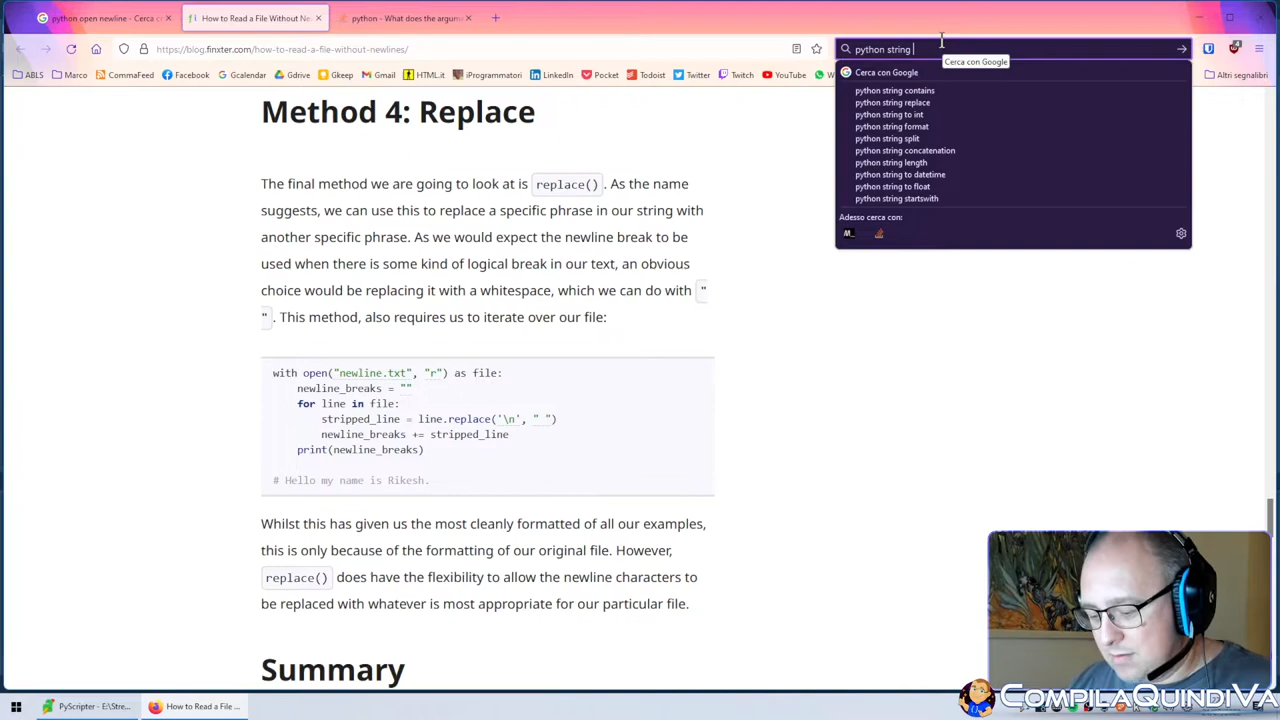 python open newline - Cerca co
How to Read a File Without Ne
python - What does the argum
https://blog.finxter.com/how-to-read-a-file-without-newlines/
python string
4
ABLS
Marco
CommaFeed
Facebook
Gcalendar
Gdrive
Gkeep
Gmail
HTML.it
iProgrammatori
LinkedIn
Pocket
Todoist
Twitter
Twitch
YouTube
W3
Altri segnalibri
Cerca con Google
Cerca con Google
python string contains
python string replace
python string to int
python string format
python string split
python string concatenation
python string length
python string to datetime
python string to float
python string startswith
Adesso cerca con:
Method 4: Replace
The final method we are going to look at is replace(). As the name
suggests, we can use this to replace a specific phrase in our string with
another specific phrase. As we would expect the newline break to be
used when there is some kind of logical break in our text, an obvious
choice would be replacing it with a whitespace, which we can do with "
". This method, also requires us to iterate over our file:
with open("newline.txt", "r") as file:
newline_breaks = ""
for line in file:
stripped_line = line.replace('\n', " ")
newline_breaks += stripped_line
print(newline_breaks)
# Hello my name is Rikesh.
Whilst this has given us the most cleanly formatted of all our examples,
this is only because of the formatting of our original file. However,
replace() does have the flexibility to allow the newline characters to
be replaced with whatever is most appropriate for our particular file.
Summary
PyScripter - E:\Stre...
How to Read a File ...
COMPILAQUINDIVA